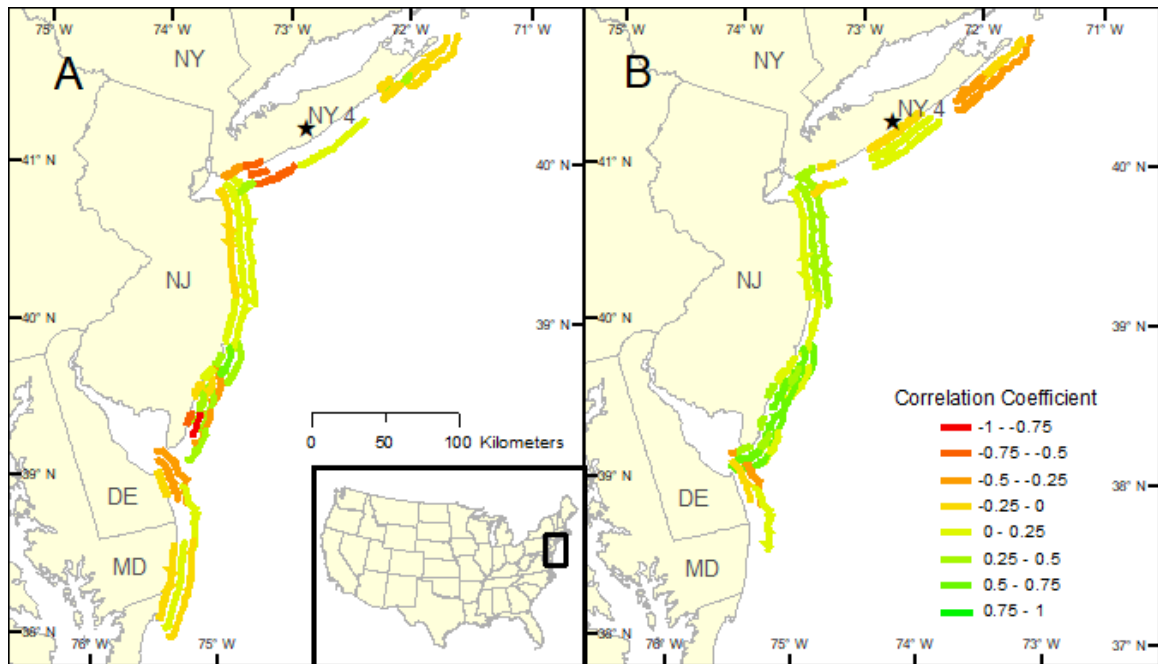 75° W
74° W
73° W
72° W
71° W
A
NY
NY 4
41° N
40° N
NJ
40° N
39° N
0 50 100 Kilometers
39° N
DE
MD
38° N
76° W
75° W
75° W
74° W
73° W
72° W
71° W
B
NY
NY 4
41° N
40° N
NJ
40° N
39° N
Correlation Coefficient
-1 - -0.75
-0.75 - -0.5
-0.5 - -0.25
-0.25 - 0
0 - 0.25
0.25 - 0.5
0.5 - 0.75
0.75 - 1
39° N
38° N
DE
MD
38° N
37° N
76° W
75° W
74° W
73° W